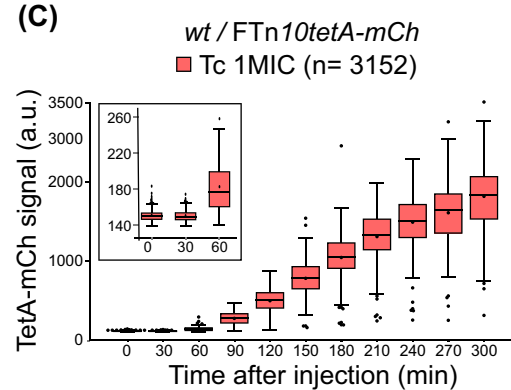 (C)
wt / FTn10tetA-mCh
Tc 1MIC (n= 3152)
TetA-mCh signal (a.u.)
3500
3000
2000
1000
0
260
220
180
140
0 30 60
0 30 60 90 120 150 180 210 240 270 300
Time after injection (min)